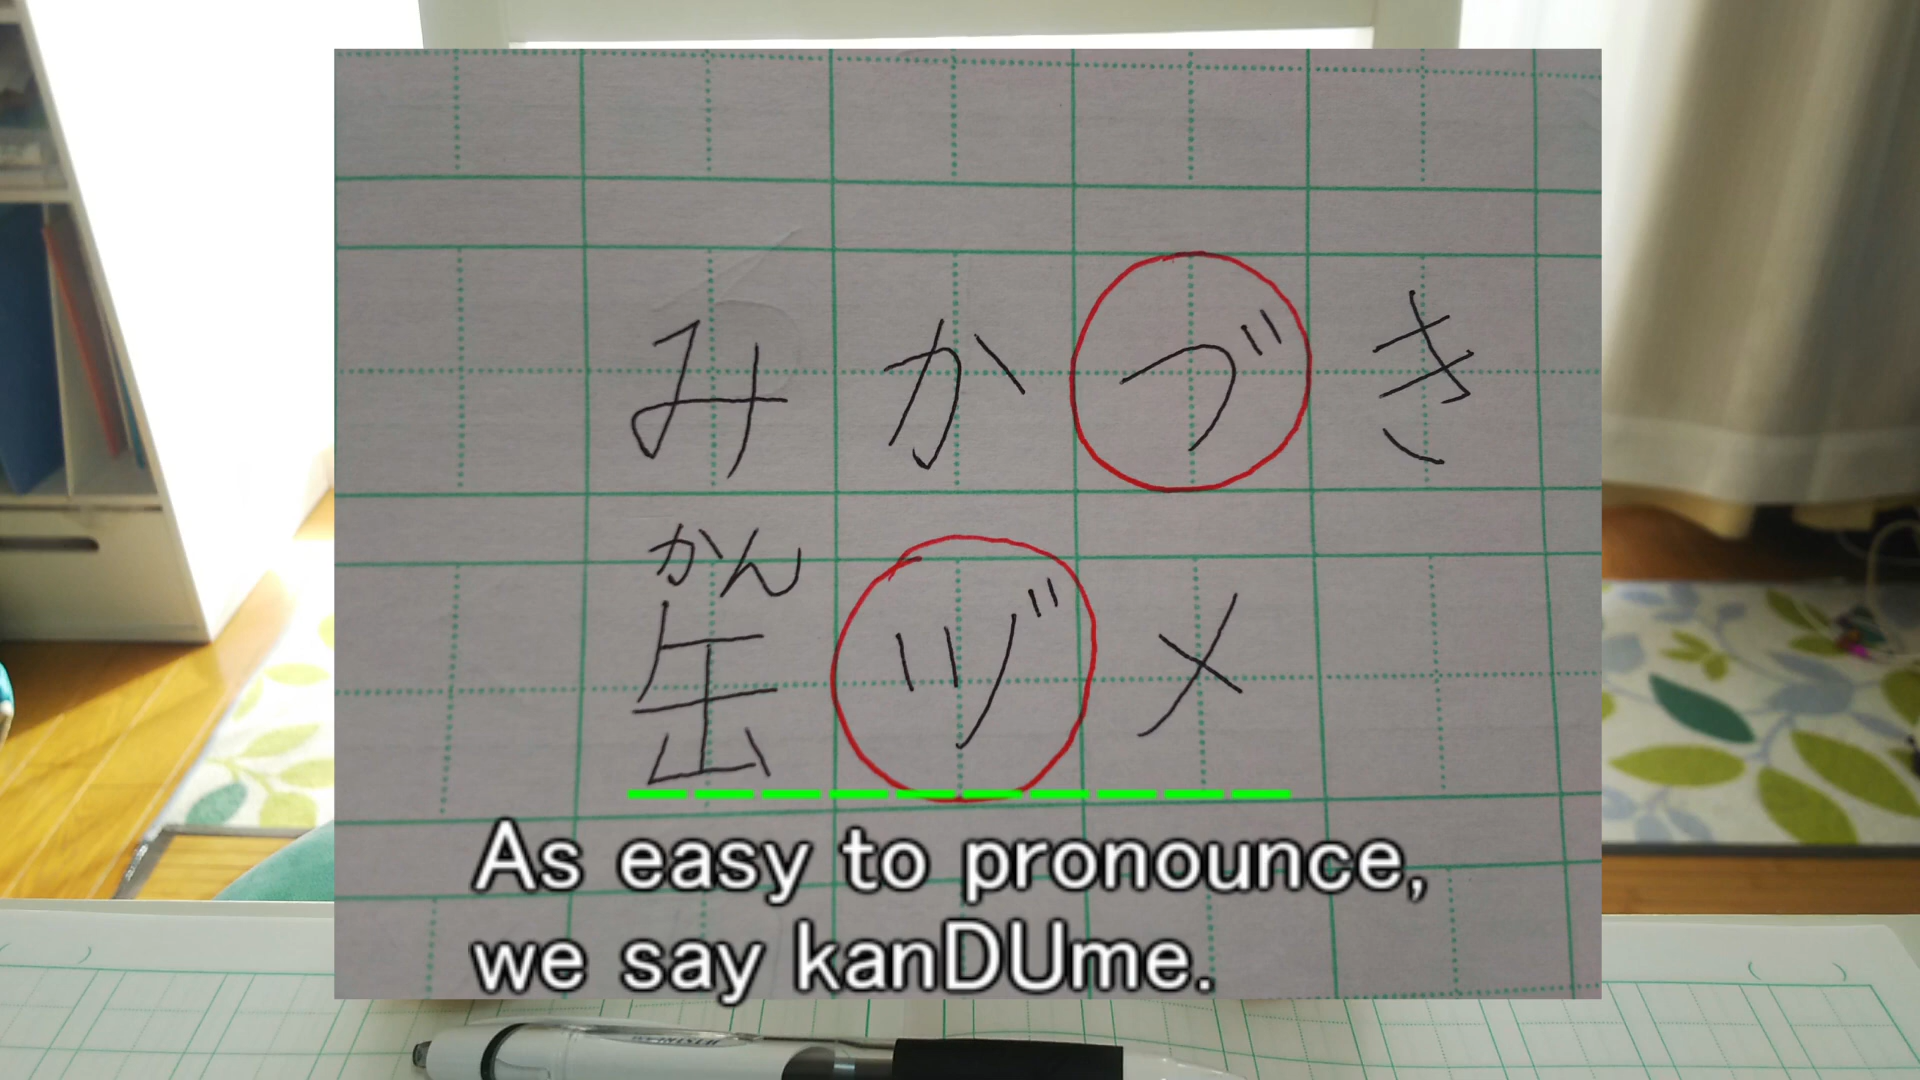 みかづき
かん
缶ヅメ
As easy to pronounce,
we say kanDUme.